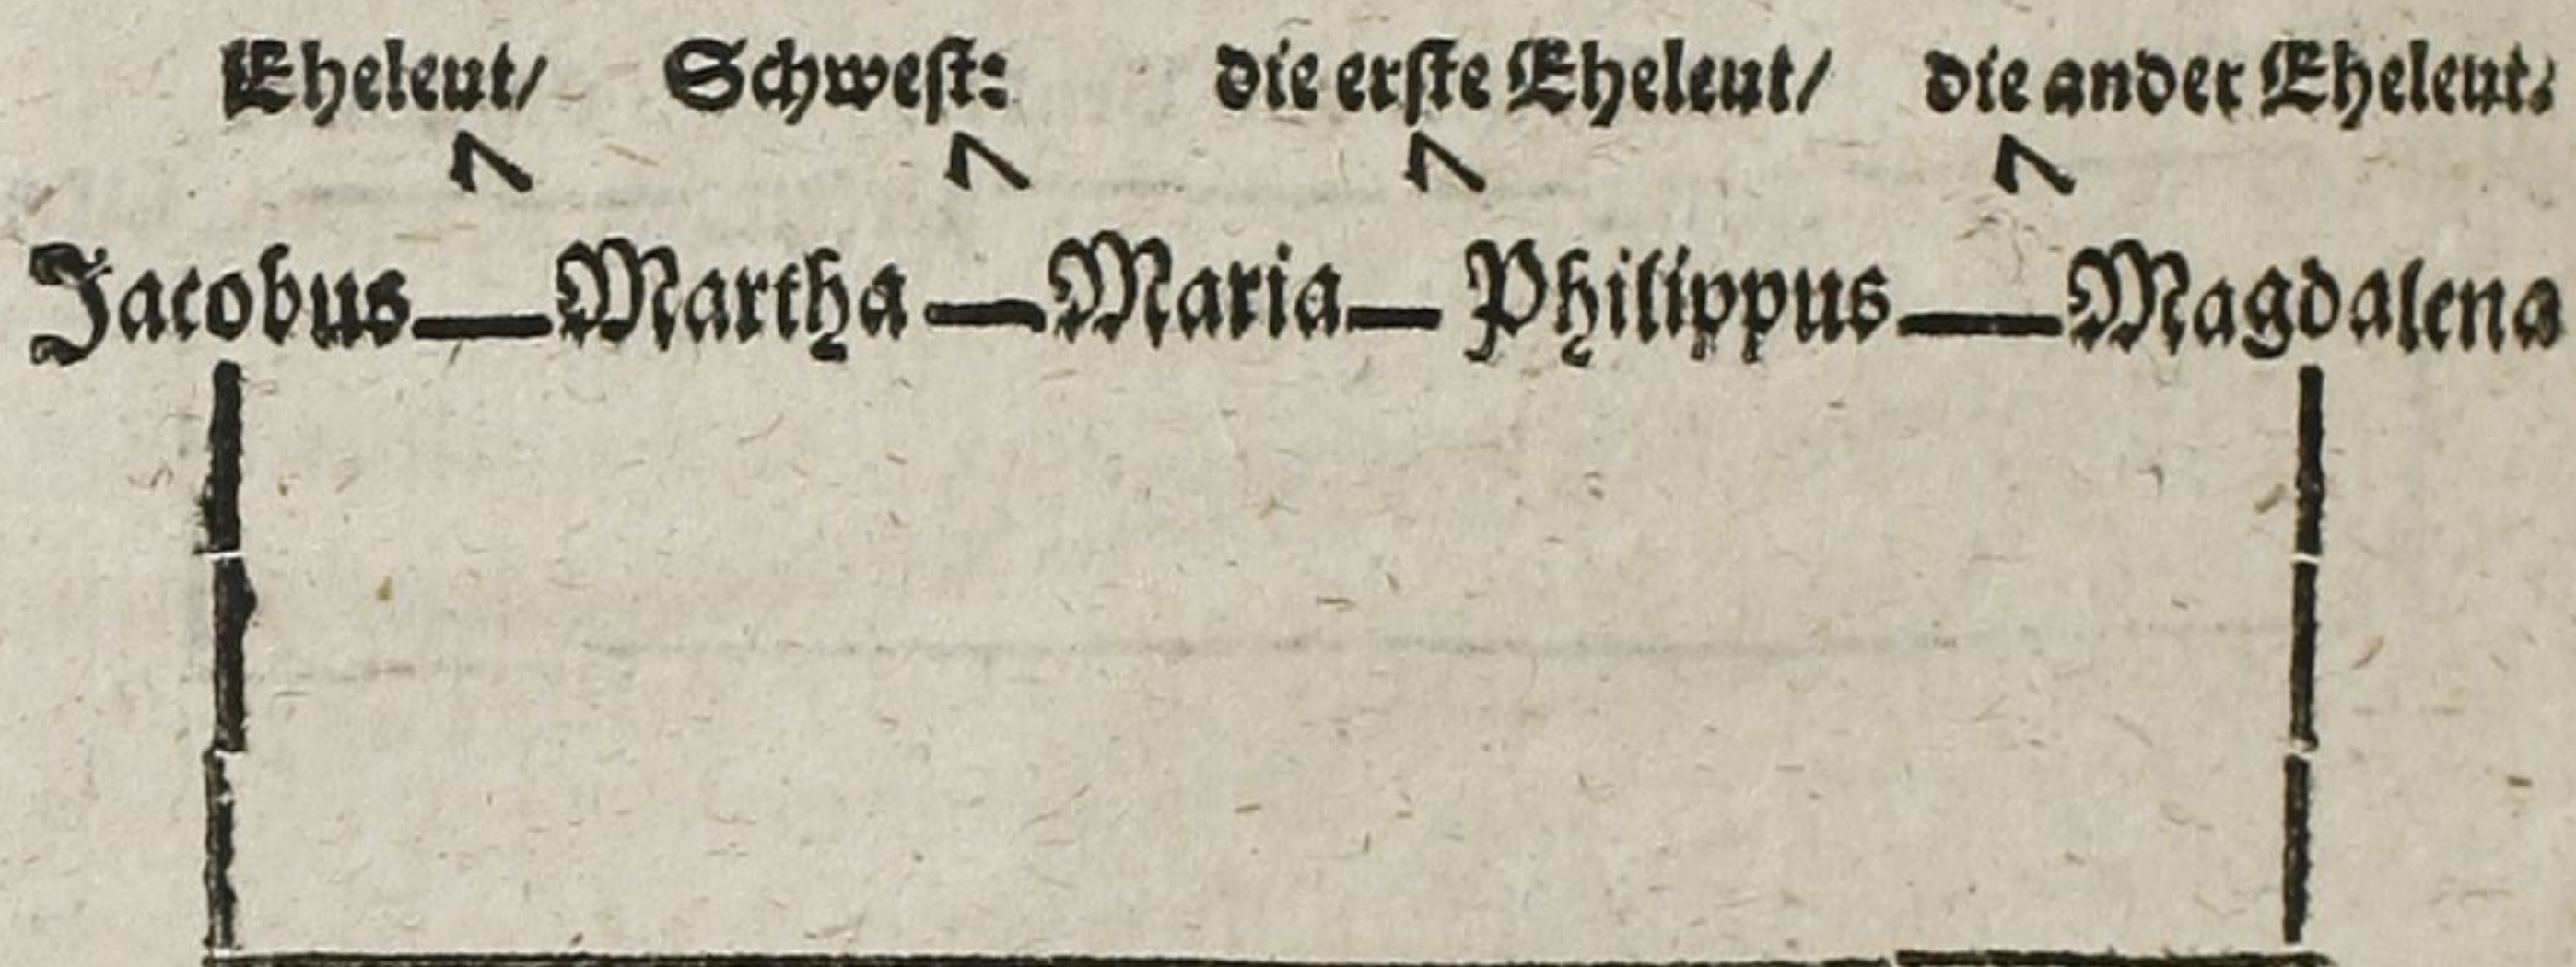 Eheleut/ Schweſt: die erſte Eheleut/ die ander Eheleut:
Jacobus—Martha—Maria—Philippus—Magdalena